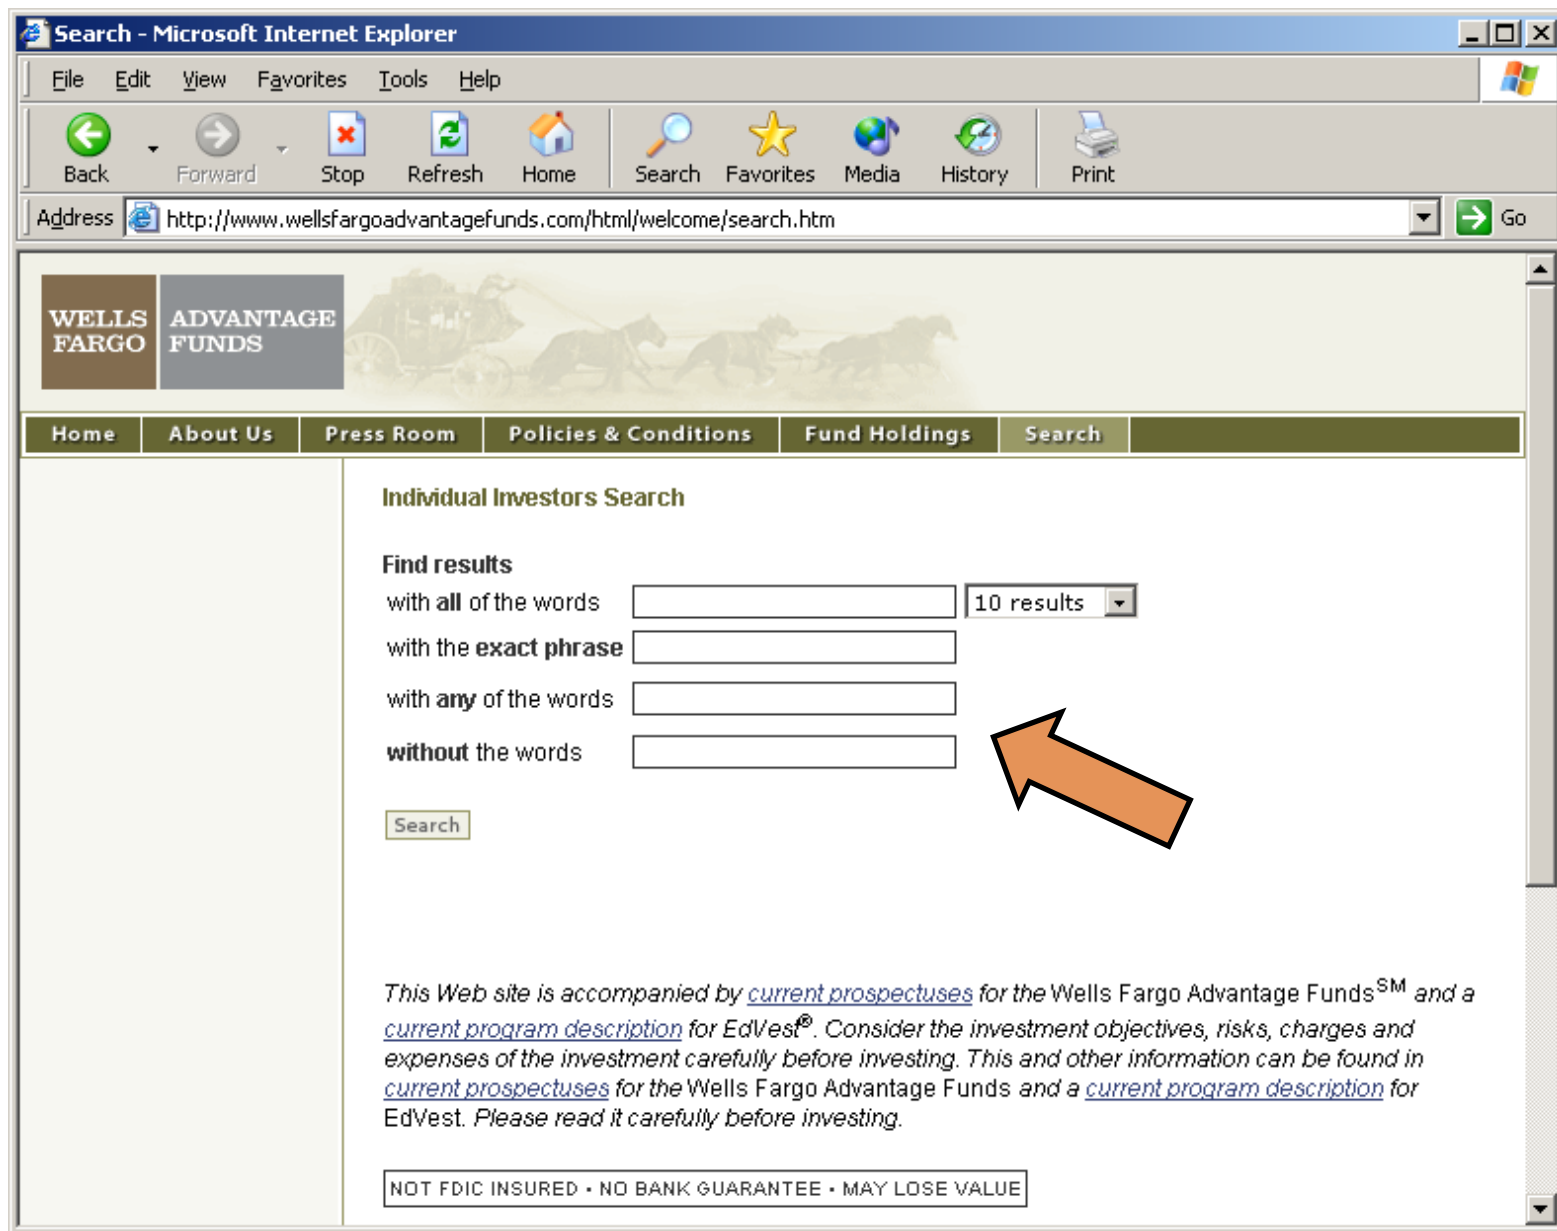 Search - Microsoft Internet Explorer
File Edit View Favorites Tools Help
Back Forward Stop Refresh Home Search Favorites Media History Print
Address http://www.wellsfargoadvantagefunds.com/html/welcome/search.htm Go
WELLS FARGO ADVANTAGE FUNDS
Home About Us Press Room Policies & Conditions Fund Holdings Search
Individual Investors Search
Find results
with all of the words 10 results
with the exact phrase
with any of the words
without the words
Search
This Web site is accompanied by current prospectuses for the Wells Fargo Advantage Funds℠ and a
current program description for EdVest®. Consider the investment objectives, risks, charges and
expenses of the investment carefully before investing. This and other information can be found in
current prospectuses for the Wells Fargo Advantage Funds and a current program description for
EdVest. Please read it carefully before investing.
NOT FDIC INSURED • NO BANK GUARANTEE • MAY LOSE VALUE